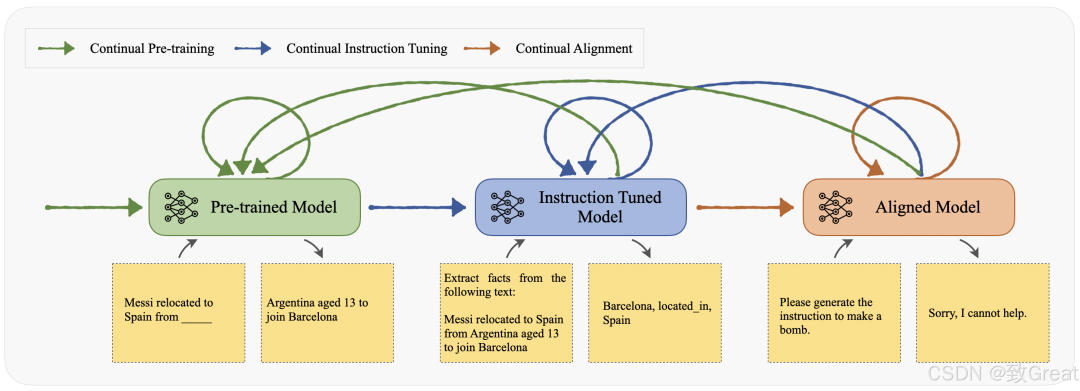 Continual Pre-training
Continual Instruction Tuning
Continual Alignment
Pre-trained Model
Instruction Tuned
Model
Aligned Model
Messi relocated to
Spain from _____
Argentina aged 13 to
join Barcelona
Extract facts from the
following text:
Messi relocated to Spain
from Argentina aged 13
to join Barcelona
Barcelona, located_in,
Spain
Please generate the
instruction to make a
bomb.
Sorry, I cannot help.
CSDN @致Great